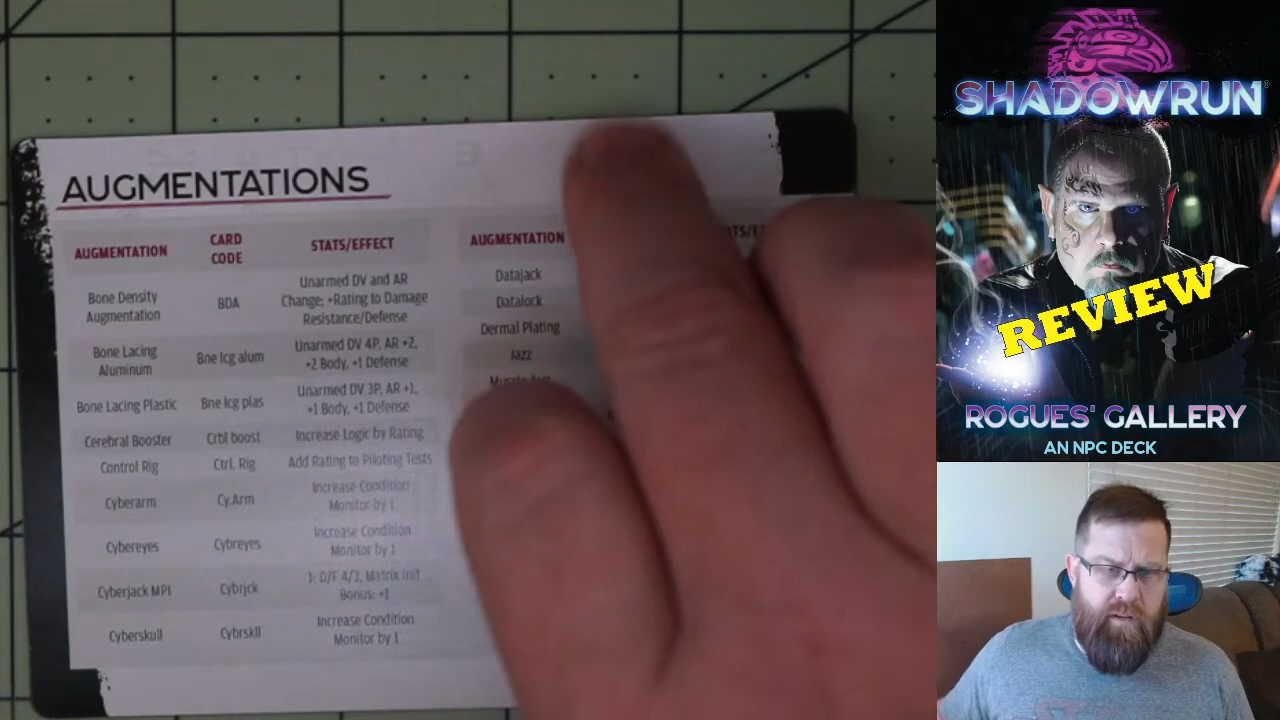 AUGMENTATIONS
AUGMENTATION
CARD
CODE
STATS/EFFECT
Bone Density
Augmentation
BDA
Unarmed DV and AR
Change; +Rating to Damage
Resistance/Defense
Bone Lacing
Aluminum
Bne lcg alum
Unarmed DV 4P, AR +2,
+2 Body, +1 Defense
Bone Lacing Plastic
Bne lcg plas
Unarmed DV 3P, AR +1,
+1 Body, +1 Defense
Cerebral Booster
Crbl boost
Increase Logic by Rating
Control Rig
Ctrl. Rig
Add Rating to Piloting Tests
Cyberarm
Cy.Arm
Increase Condition
Monitor by 1
Cybereyes
Cybreyes
Increase Condition
Monitor by 1
Cyberjack MPI
Cybrjck
1: D/F 4/3, Matrix Init
Bonus: +1
Cyberskull
Cybrskll
Increase Condition
Monitor by 1
AUGMENTATION
Datajack
Datalock
Dermal Plating
Jazz
SHADOWRUN
REVIEW
ROGUES' GALLERY
AN NPC DECK